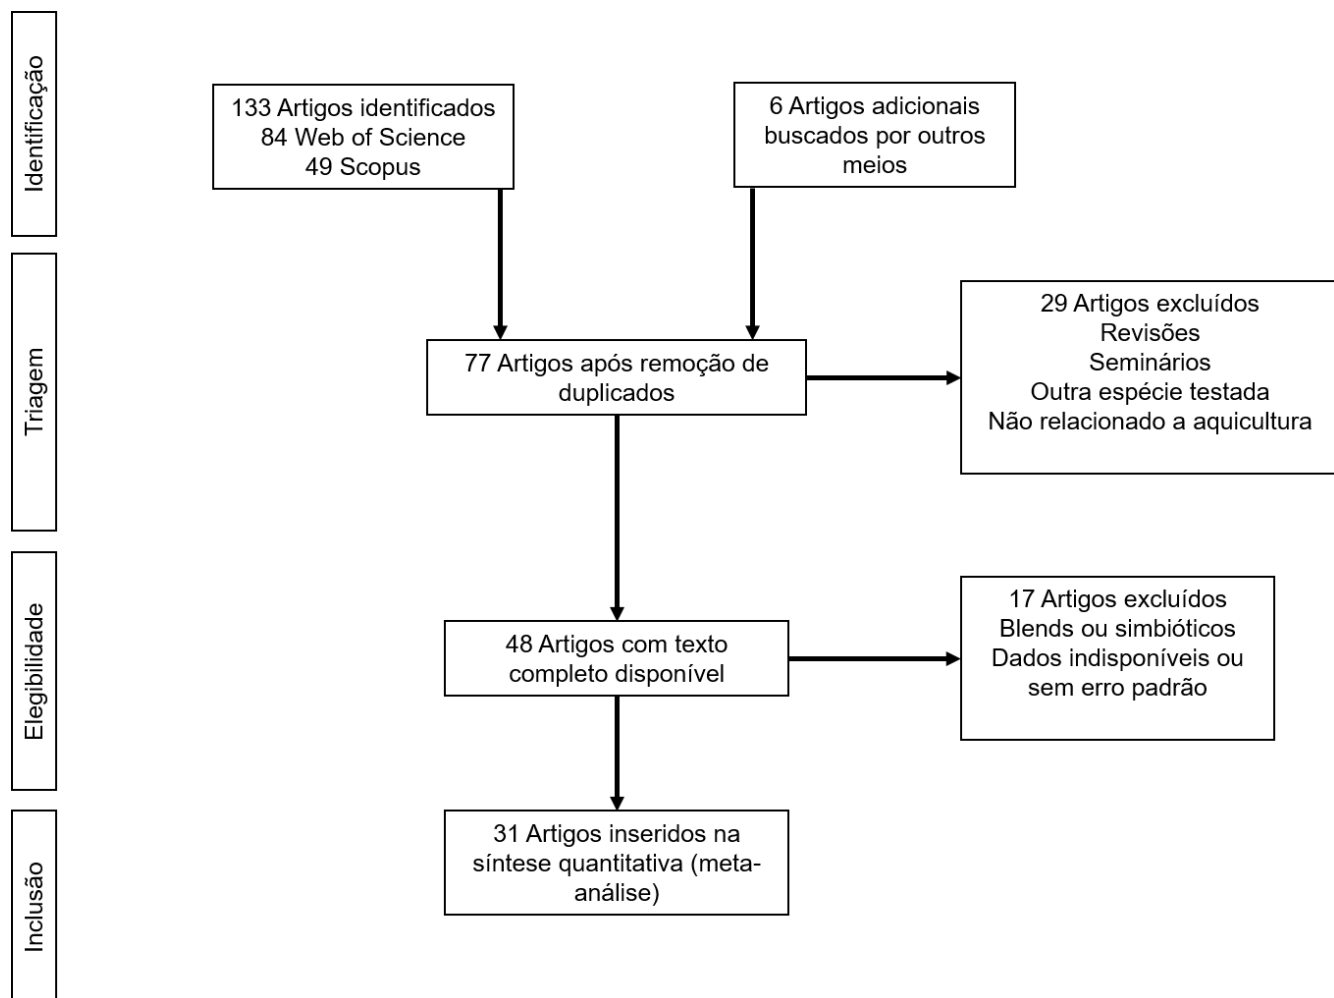 Identificação
133 Artigos identificados
84 Web of Science
49 Scopus
6 Artigos adicionais
buscados por outros
meios
Triagem
77 Artigos após remoção de
duplicados
29 Artigos excluídos
Revisões
Seminários
Outra espécie testada
Não relacionado a aquicultura
Elegibilidade
48 Artigos com texto
completo disponível
17 Artigos excluídos
Blends ou simbióticos
Dados indisponíveis ou
sem erro padrão
Inclusão
31 Artigos inseridos na
síntese quantitativa (meta-
análise)